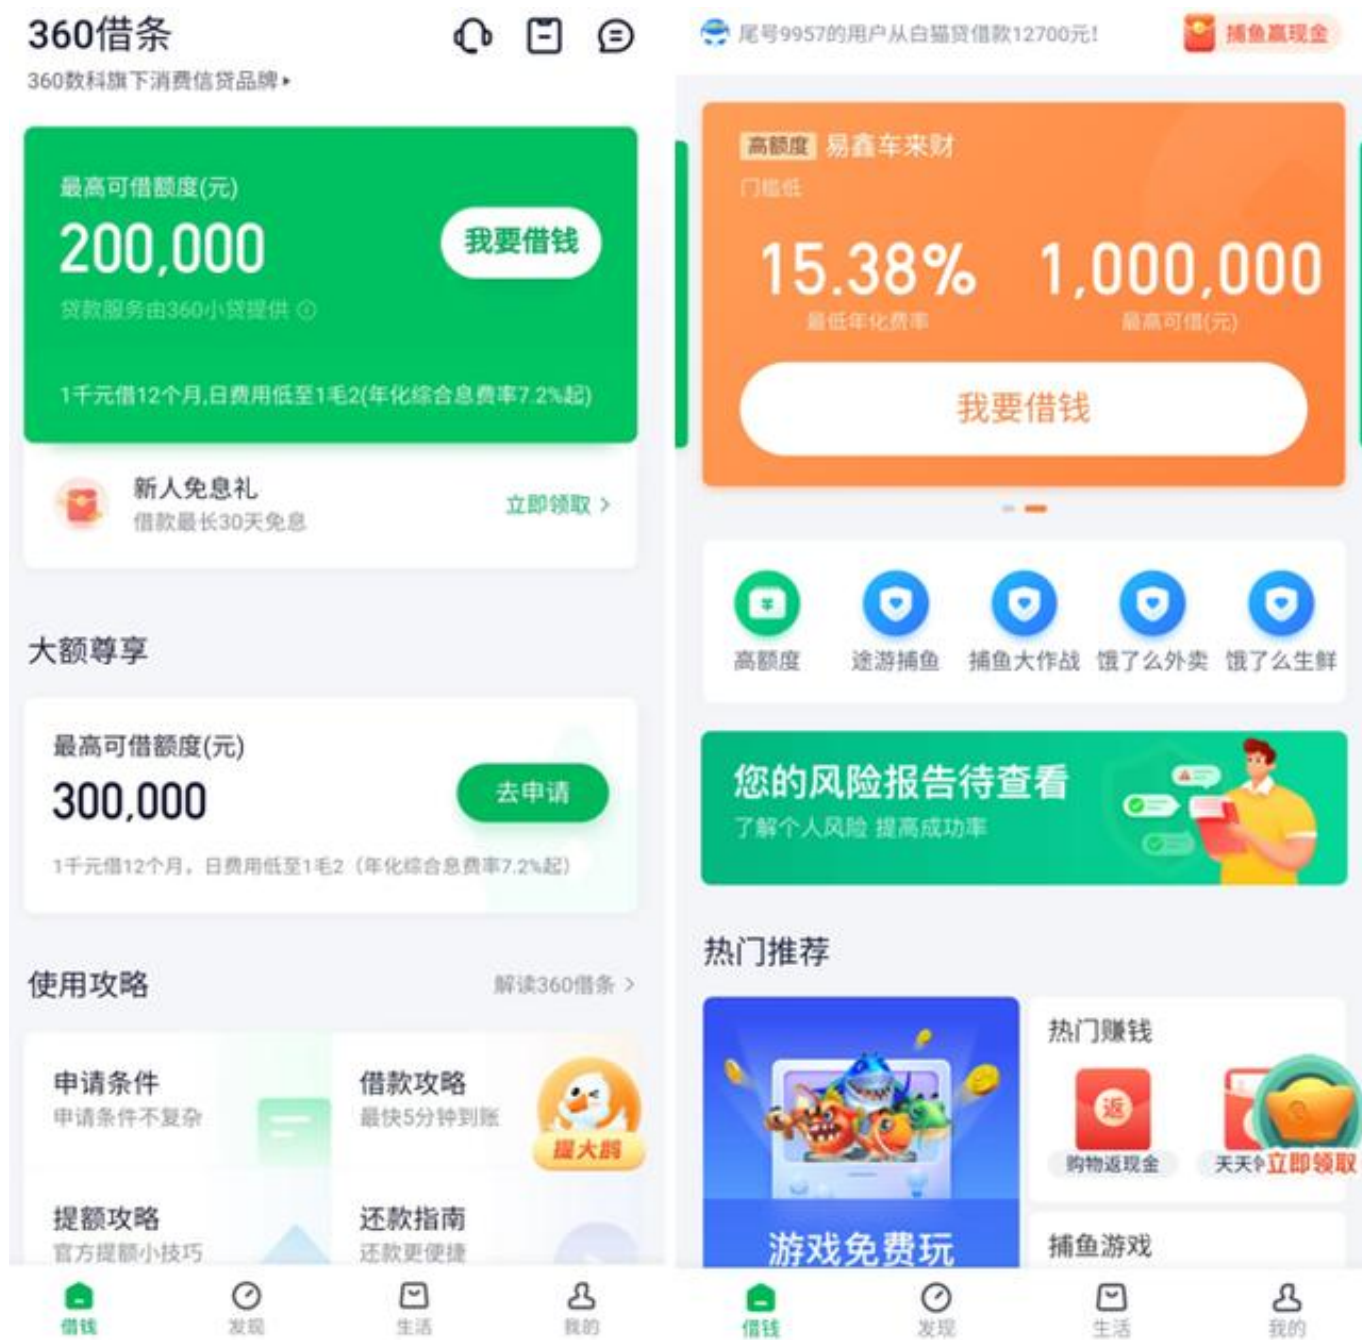 360借条
360数科旗下消费信贷品牌
最高可借额度(元)
200,000
我要借钱
贷款服务由360小贷提供
1千元借12个月,日费用低至1毛2(年化综合息费率7.2%起)
新人免息礼
借款最长30天免息
立即领取 >
大额尊享
最高可借额度(元)
300,000
去申请
1千元借12个月，日费用低至1毛2（年化综合息费率7.2%起）
使用攻略
解读360借条 >
申请条件
申请条件不复杂
借款攻略
最快5分钟到账
提大鹅
提额攻略
官方提额小技巧
还款指南
还款更便捷
借钱
发现
生活
我的
尾号9957的用户从白猫贷借款12700元!
捕鱼赢现金
高额度 易鑫车来财
门槛低
15.38%
1,000,000
最低年化费率
最高可借(元)
我要借钱
高额度
途游捕鱼
捕鱼大作战
饿了么外卖
饿了么生鲜
您的风险报告待查看
了解个人风险 提高成功率
热门推荐
游戏免费玩
热门赚钱
返
购物返现金
天天
立即领取
捕鱼游戏
借钱
发现
生活
我的